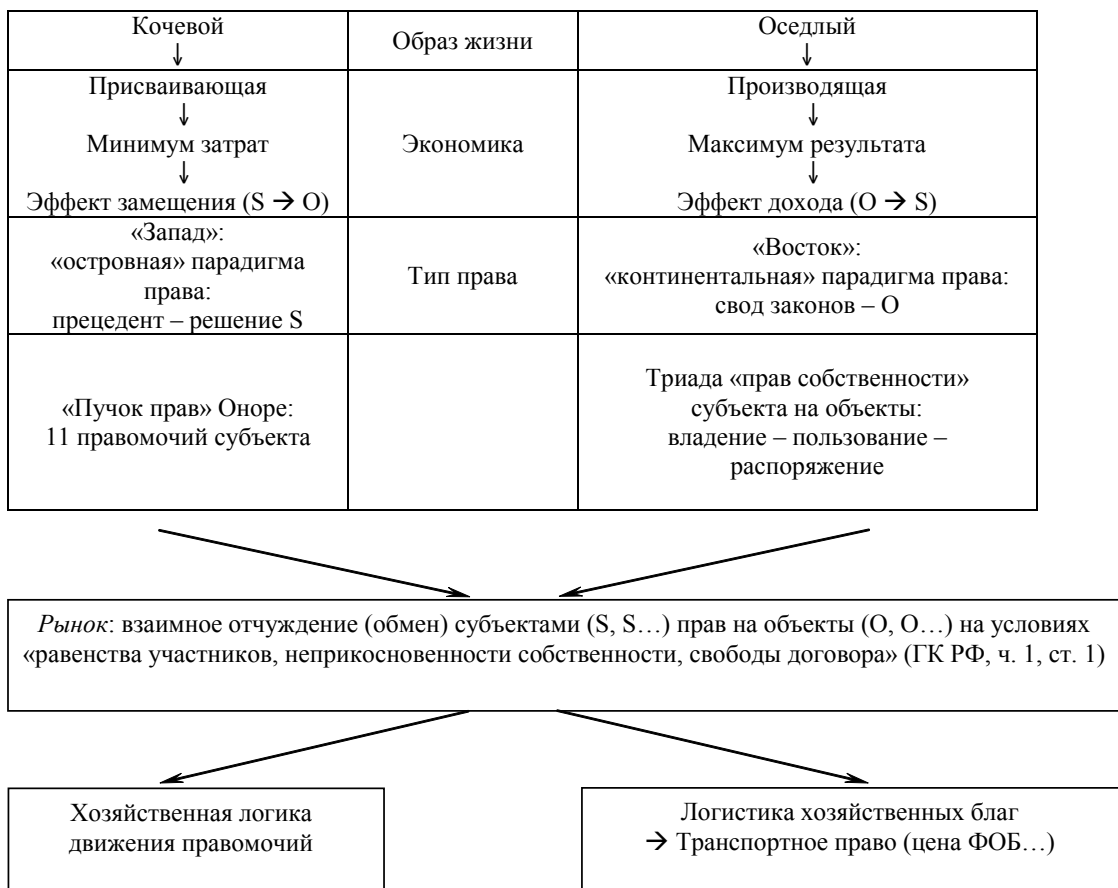 Кочевой
↓
Образ жизни
Оседлый
↓
Присваивающая
↓
Минимум затрат
↓
Эффект замещения (S → O)
Экономика
Производящая
↓
Максимум результата
↓
Эффект дохода (O → S)
«Запад»:
«островная» парадигма
права:
прецедент – решение S
Тип права
«Восток»:
«континентальная» парадигма права:
свод законов – O
«Пучок прав» Оноре:
11 правомочий субъекта
Триада «прав собственности»
субъекта на объекты:
владение – пользование –
распоряжение
Рынок: взаимное отчуждение (обмен) субъектами (S, S…) прав на объекты (O, O…) на условиях
«равенства участников, неприкосновенности собственности, свободы договора» (ГК РФ, ч. 1, ст. 1)
Хозяйственная логика
движения правомочий
Логистика хозяйственных благ
→ Транспортное право (цена ФОБ…)